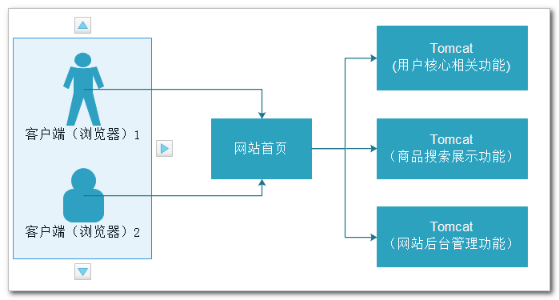 客户端（浏览器）1
客户端（浏览器）2
网站首页
Tomcat
(用户核心相关功能)
Tomcat
（商品搜索展示功能）
Tomcat
（网站后台管理功能）